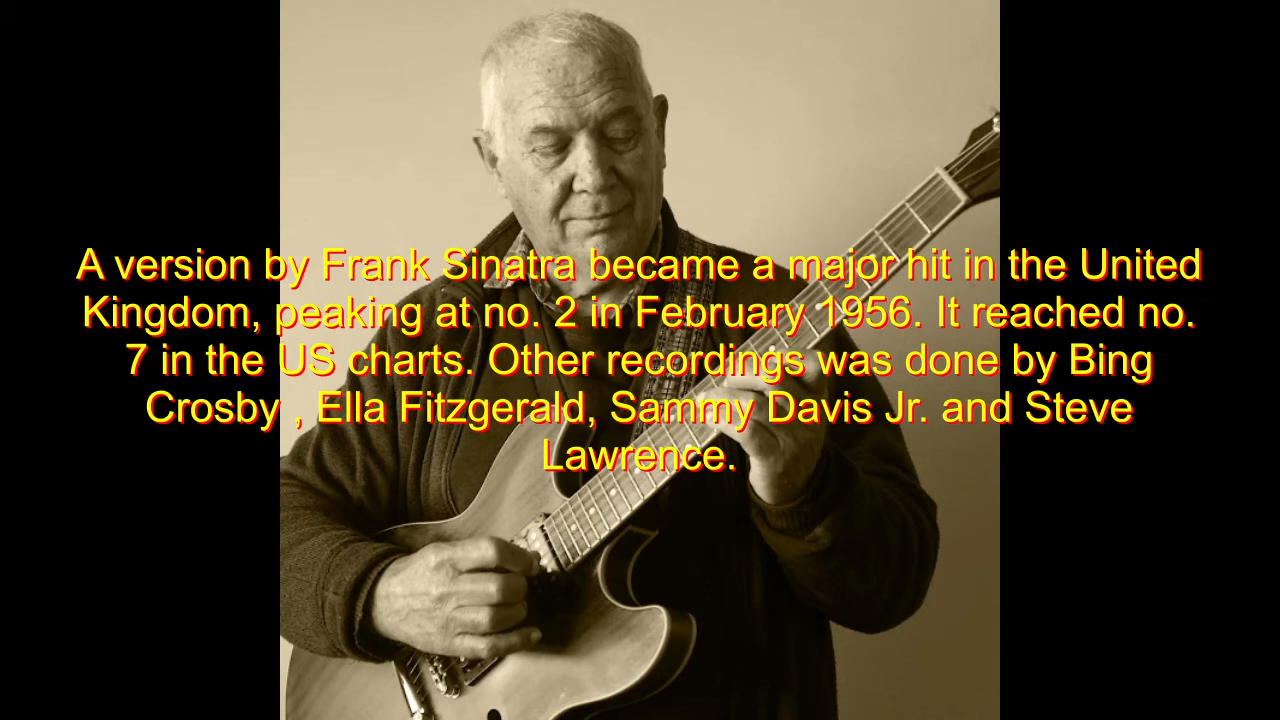 A version by Frank Sinatra became a major hit in the United
Kingdom, peaking at no. 2 in February 1956. It reached no.
7 in the US charts. Other recordings was done by Bing
Crosby , Ella Fitzgerald, Sammy Davis Jr. and Steve
Lawrence.